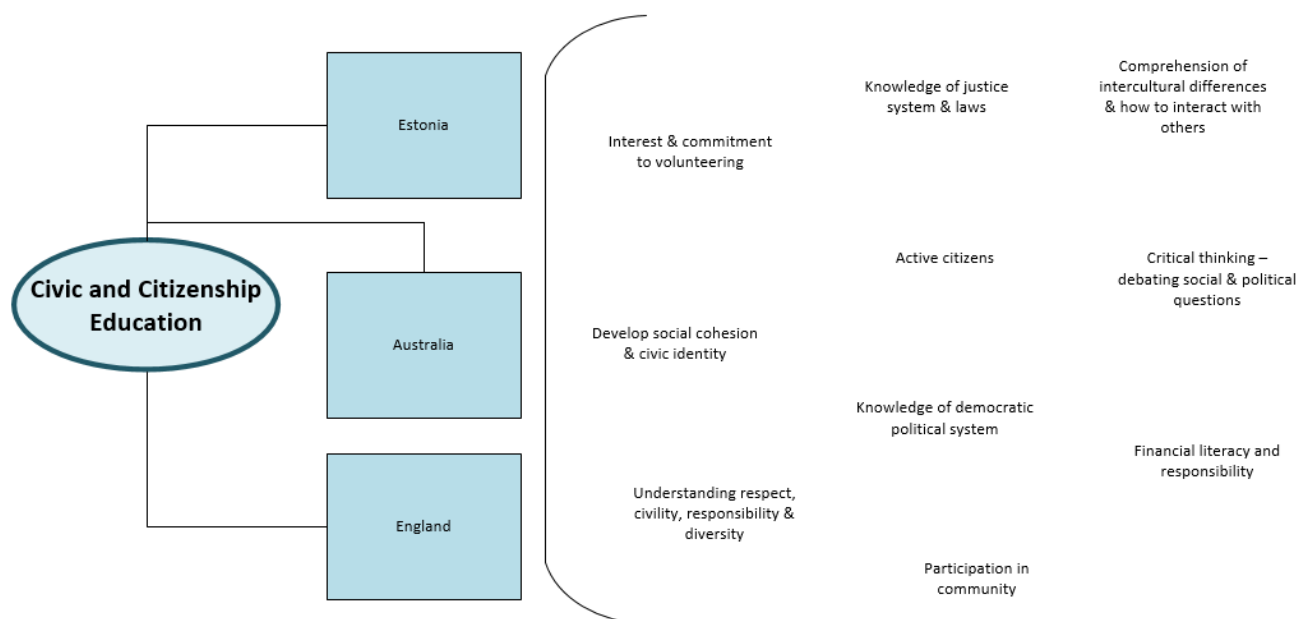 Civic and Citizenship
Education
Estonia
Australia
England
Interest & commitment
to volunteering
Develop social cohesion
& civic identity
Understanding respect,
civility, responsibility &
diversity
Knowledge of justice
system & laws
Active citizens
Knowledge of democratic
political system
Participation in
community
Comprehension of
intercultural differences
& how to interact with
others
Critical thinking –
debating social & political
questions
Financial literacy and
responsibility